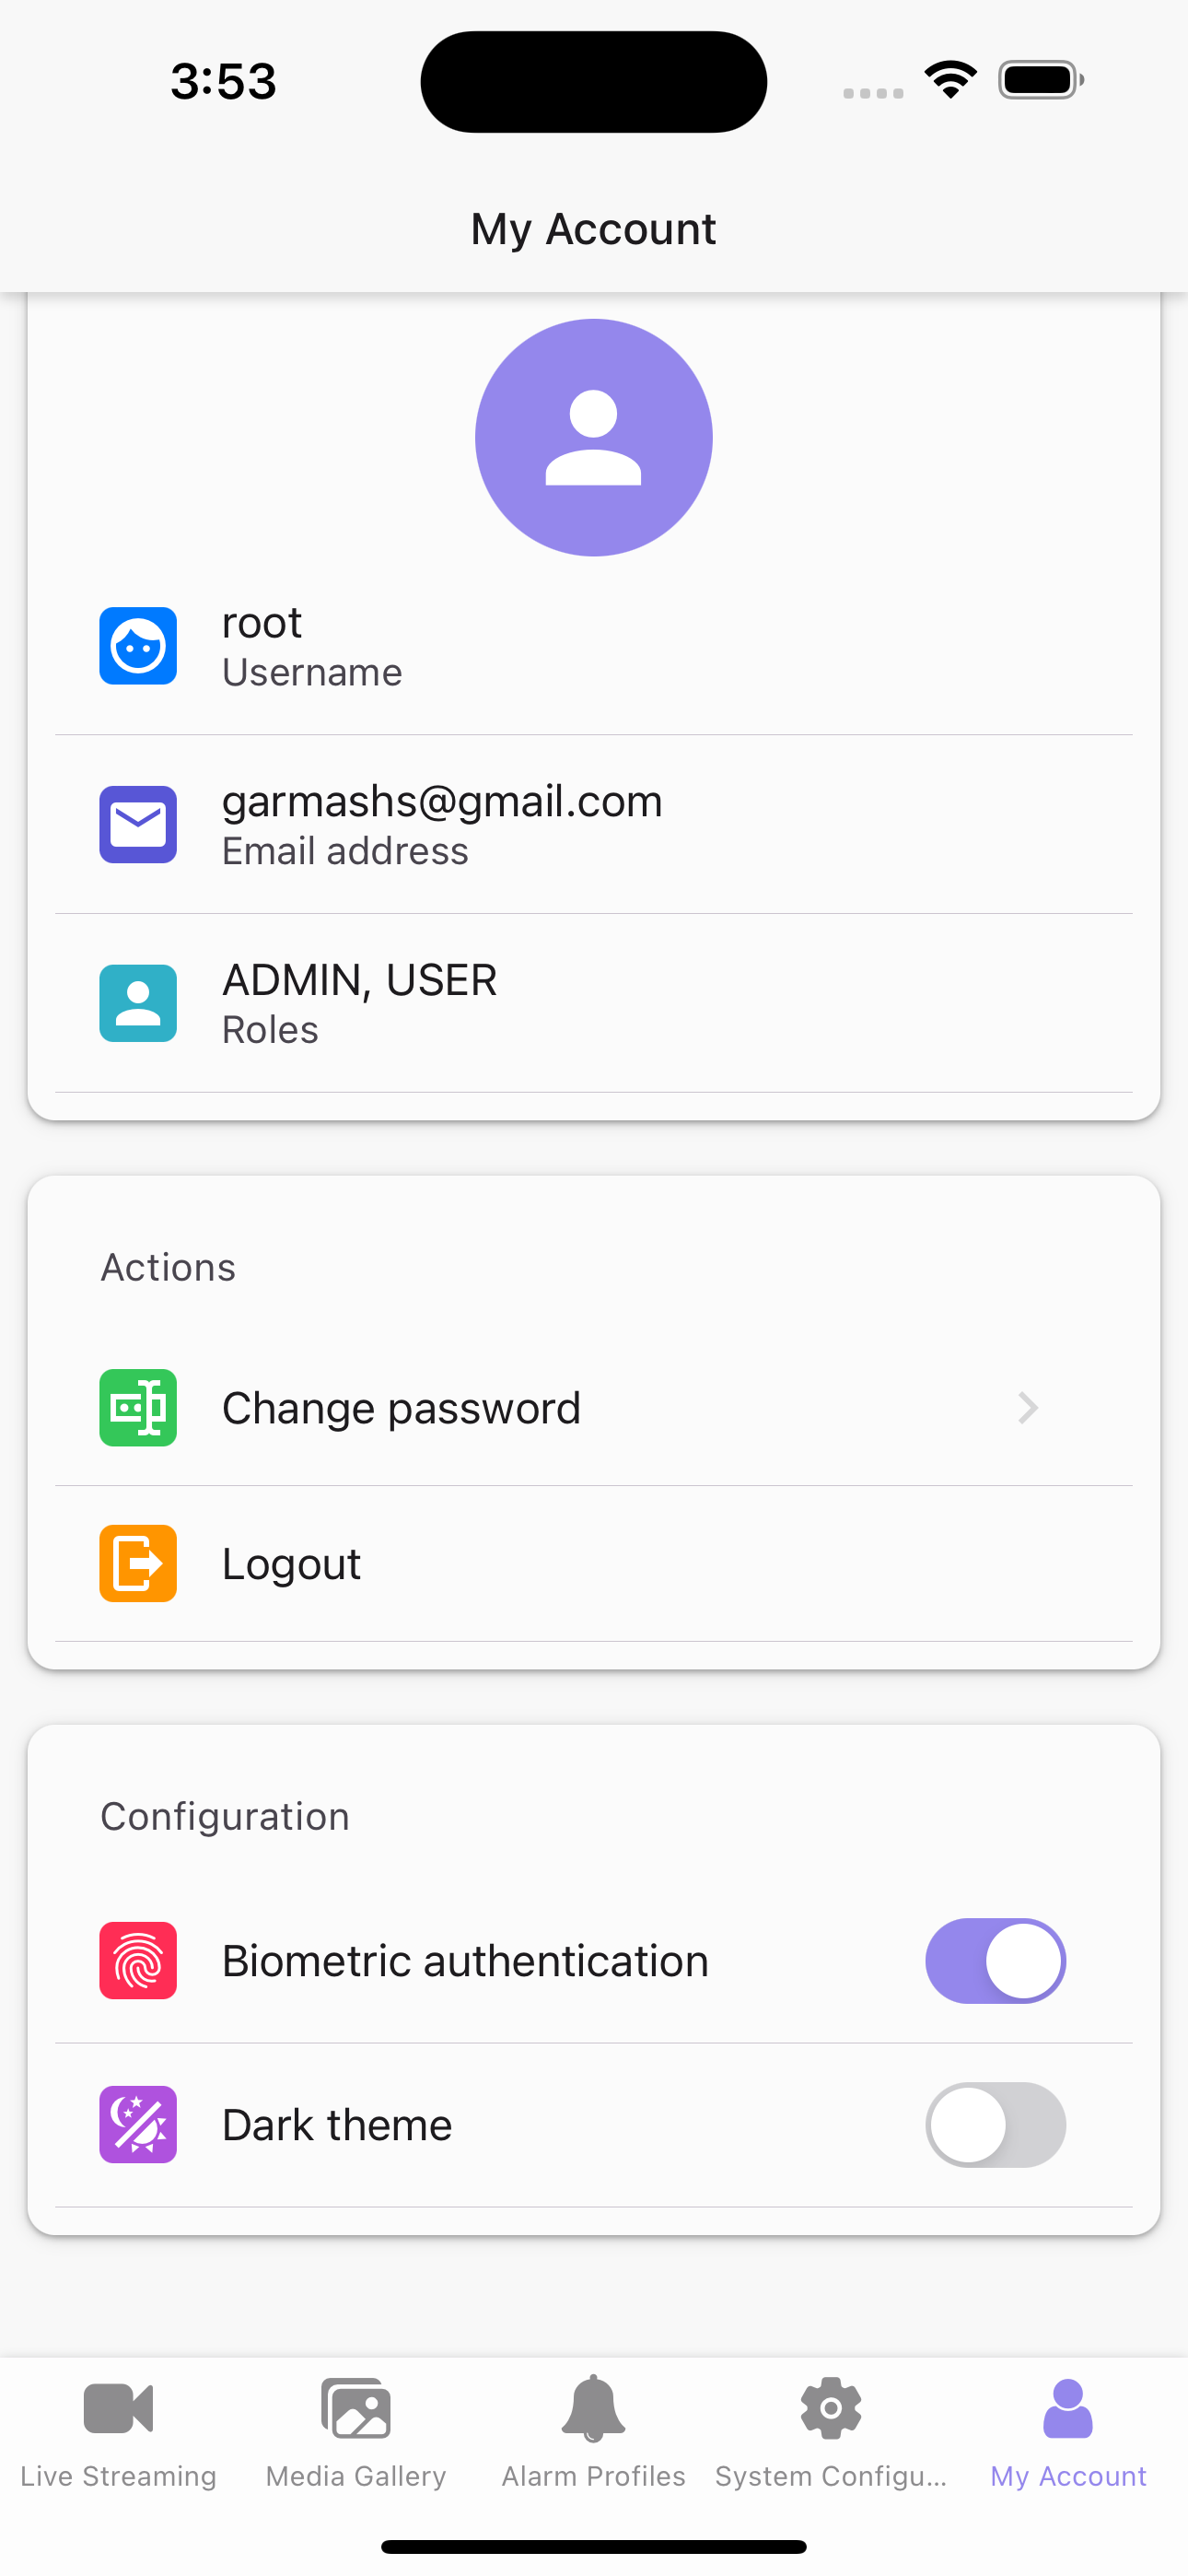 3:53
My Account
root
Username
garmashs@gmail.com
Email address
ADMIN, USER
Roles
Actions
Change password
Logout
Configuration
Biometric authentication
Dark theme
Live Streaming
Media Gallery
Alarm Profiles
System Configu...
My Account